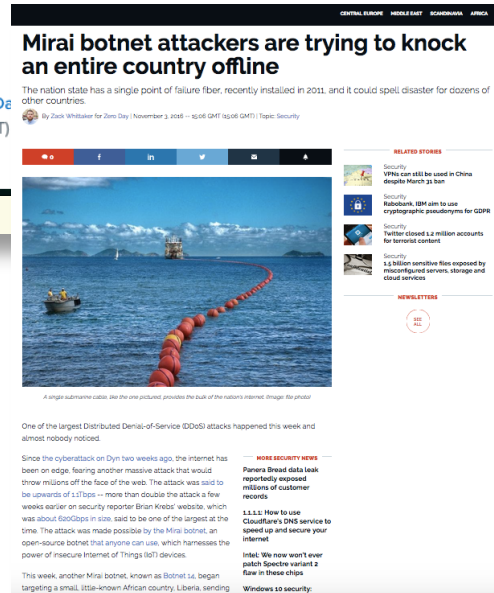 CENTRAL EUROPE MIDDLE EAST SCANDINAVIA AFRICA
Mirai botnet attackers are trying to knock
an entire country offline
The nation state has a single point of failure fiber, recently installed in 2011, and it could spell disaster for dozens of
other countries.
By Zack Whittaker for Zero Day | November 3, 2016 -- 15:06 GMT (15:06 GMT) | Topic: Security
0
f
in
A single submarine cable, like the one pictured, provides the bulk of the nation's internet. (Image: file photo)
One of the largest Distributed Denial-of-Service (DDoS) attacks happened this week and
almost nobody noticed.
Since the cyberattack on Dyn two weeks ago, the internet has
been on edge, fearing another massive attack that would
throw millions off the face of the web. The attack was said to
be upwards of 1.1Tbps -- more than double the attack a few
weeks earlier on security reporter Brian Krebs' website, which
was about 620Gbps in size, said to be one of the largest at the
time. The attack was made possible by the Mirai botnet, an
open-source botnet that anyone can use, which harnesses the
power of insecure Internet of Things (IoT) devices.
This week, another Mirai botnet, known as Botnet 14, began
targeting a small, little-known African country, Liberia, sending
MORE SECURITY NEWS
Panera Bread data leak
reportedly exposed
millions of customer
records
1.1.1.1: How to use
Cloudflare's DNS service to
speed up and secure your
internet
Intel: We now won't ever
patch Spectre variant 2
flaw in these chips
Windows 10 security:
RELATED STORIES
Security
VPNs can still be used in China
despite March 31 ban
Security
Rabobank, IBM aim to use
cryptographic pseudonyms for GDPR
Security
Twitter closed 1.2 million accounts
for terrorist content
Security
1.5 billion sensitive files exposed by
misconfigured servers, storage and
cloud services
NEWSLETTERS
SEE
ALL